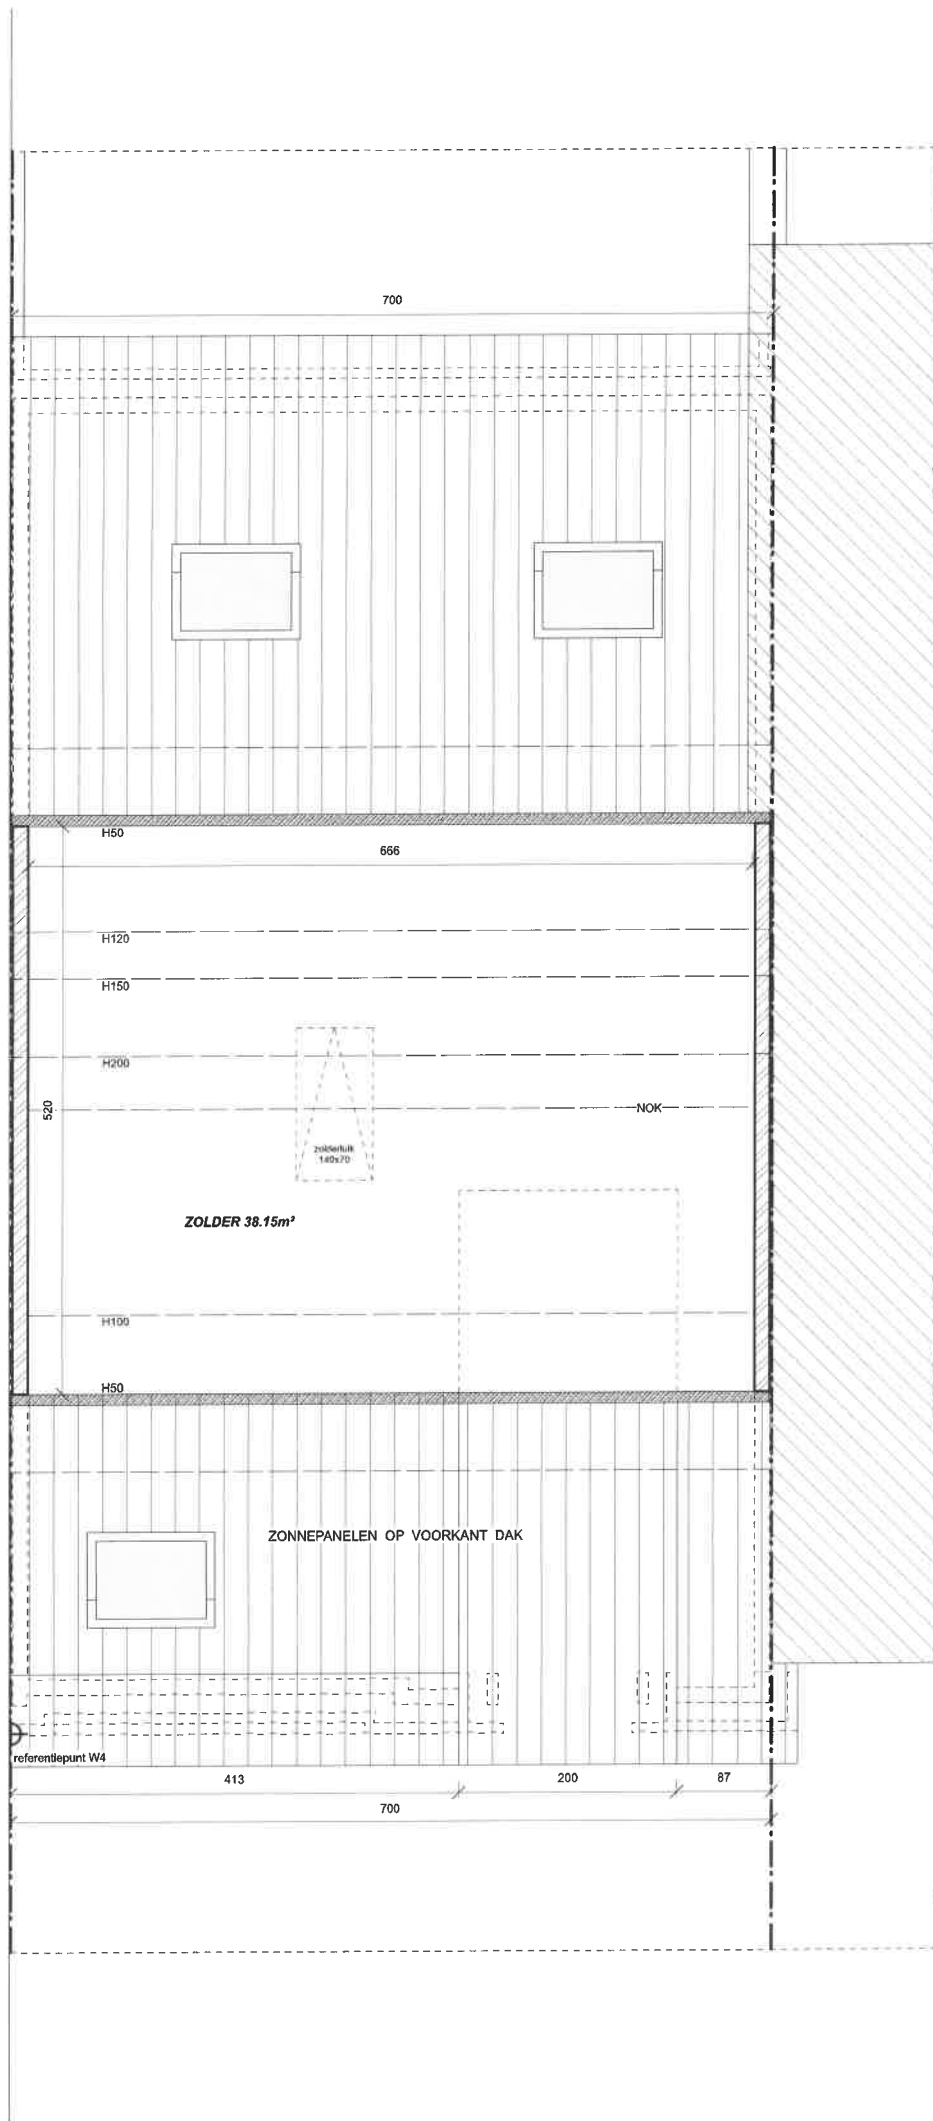 700
H50
666
H120
H150
H200
520
NOK
zolderluik
140x70
ZOLDER 38.15m²
H100
H50
ZONNEPANELEN OP VOORKANT DAK
referentiepunt W4
413
200
87
700